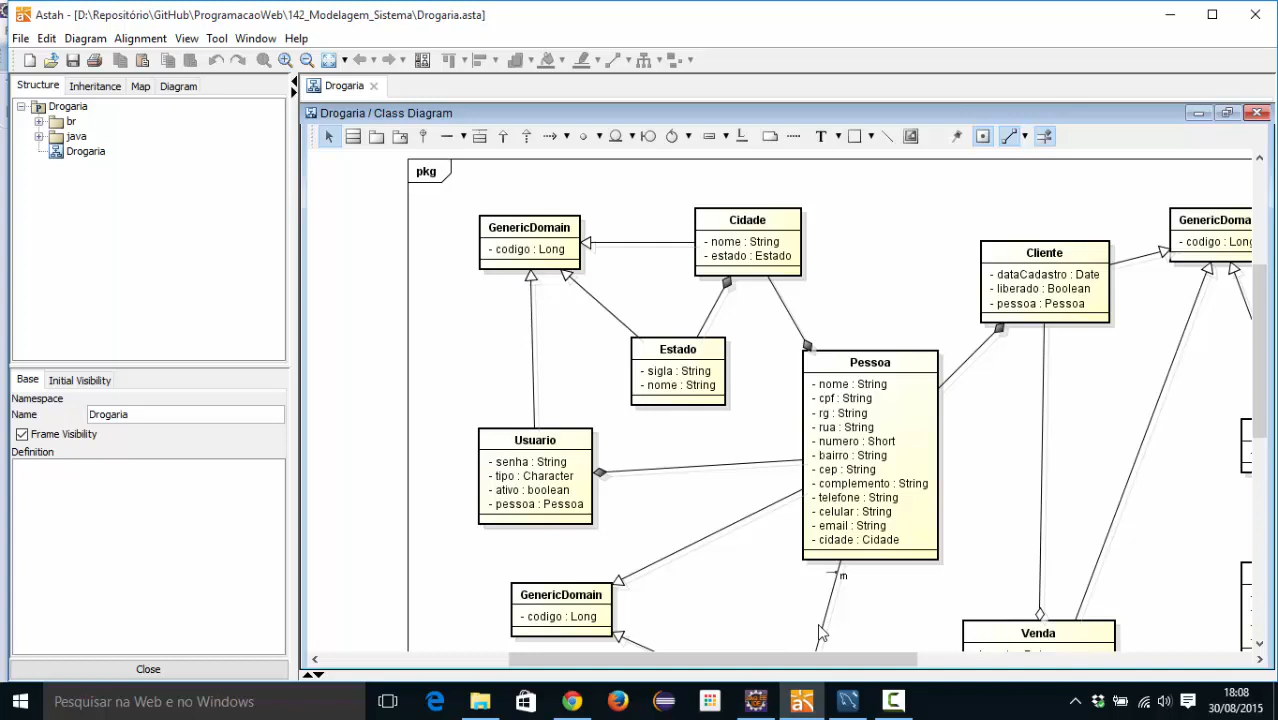 Astah - [D:\Repositório\GitHub\ProgramacaoWeb\142_Modelagem_Sistema\Drogaria.asta]
File Edit Diagram Alignment View Tool Window Help
Structure Inheritance Map Diagram
Drogaria
br
java
Drogaria
Base Initial Visibility
Namespace
Name Drogaria
Frame Visibility
Definition
Close
Drogaria
Drogaria / Class Diagram
T
pkg
GenericDomain
- codigo : Long
Cidade
- nome : String
- estado : Estado
Cliente
- dataCadastro : Date
- liberado : Boolean
- pessoa : Pessoa
GenericDoma
- codigo : Long
Estado
- sigla : String
- nome : String
Pessoa
- nome : String
- cpf : String
- rg : String
- rua : String
- numero : Short
- bairro : String
- cep : String
- complemento : String
- telefone : String
- celular : String
- email : String
- cidade : Cidade
Usuario
- senha : String
- tipo : Character
- ativo : boolean
- pessoa : Pessoa
m
GenericDomain
- codigo : Long
Venda
Pesquisar na Web e no Windows
18:08
30/08/2015